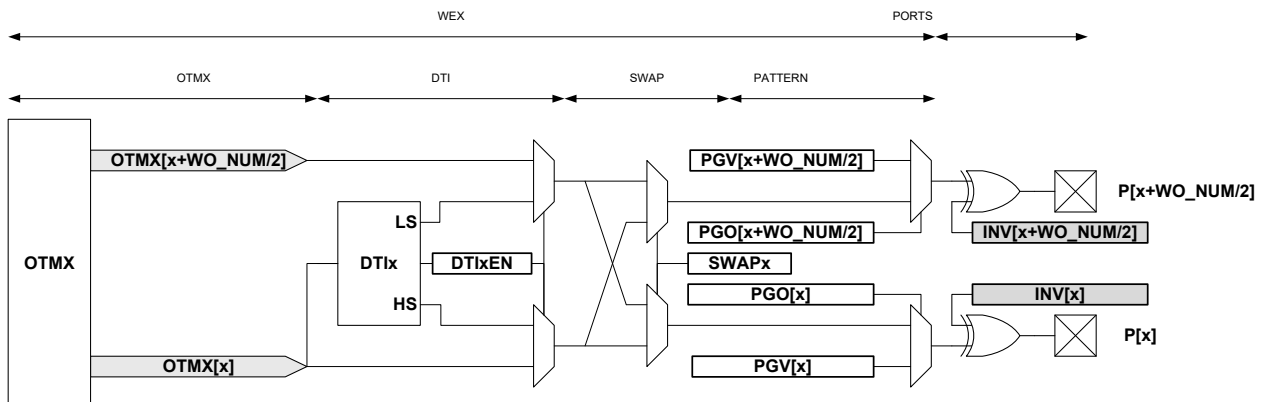 WEX
PORTS
OTMX
DTI
SWAP
PATTERN
OTMX[x+WO_NUM/2]
PGV[x+WO_NUM/2]
P[x+WO_NUM/2]
LS
PGO[x+WO_NUM/2]
INV[x+WO_NUM/2]
OTMX
DTIx
DTIxEN
SWAPx
HS
PGO[x]
INV[x]
P[x]
OTMX[x]
PGV[x]